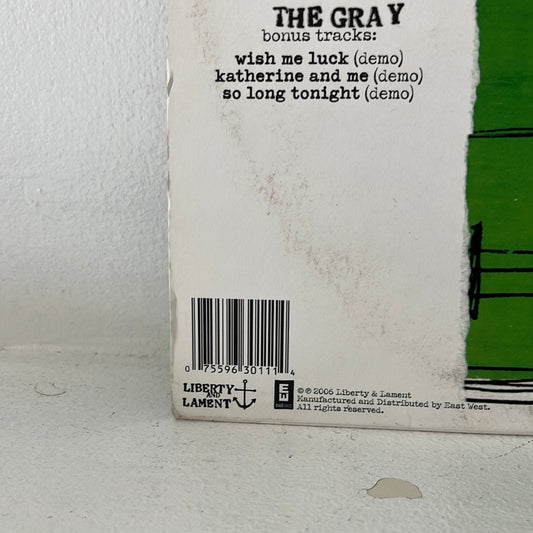 THE GRAY
bonus tracks:
wish me luck (demo)
katherine and me (demo)
so long tonight (demo)
0 75596 30111 4
LIBERTY
AND
LAMENT
EM
© ℗ 2006 Liberty & Lament
Manufactured and Distributed by East West.
All rights reserved.